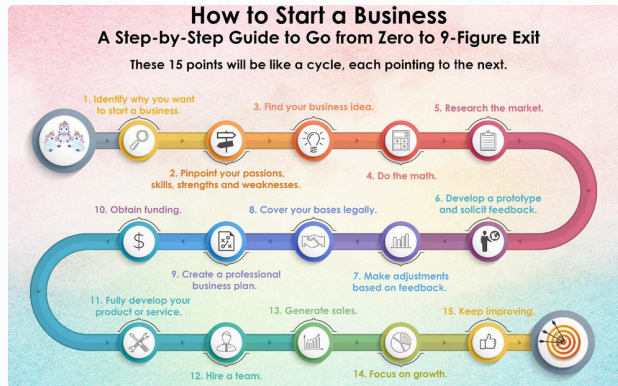 How to Start a Business
A Step-by-Step Guide to Go from Zero to 9-Figure Exit
These 15 points will be like a cycle, each pointing to the next.
1. Identify why you want
to start a business.
2. Pinpoint your passions,
skills, strengths and weaknesses.
3. Find your business idea.
4. Do the math.
5. Research the market.
6. Develop a prototype
and solicit feedback.
7. Make adjustments
based on feedback.
8. Cover your bases legally.
9. Create a professional
business plan.
10. Obtain funding.
$
11. Fully develop your
product or service.
12. Hire a team.
13. Generate sales.
14. Focus on growth.
15. Keep improving.